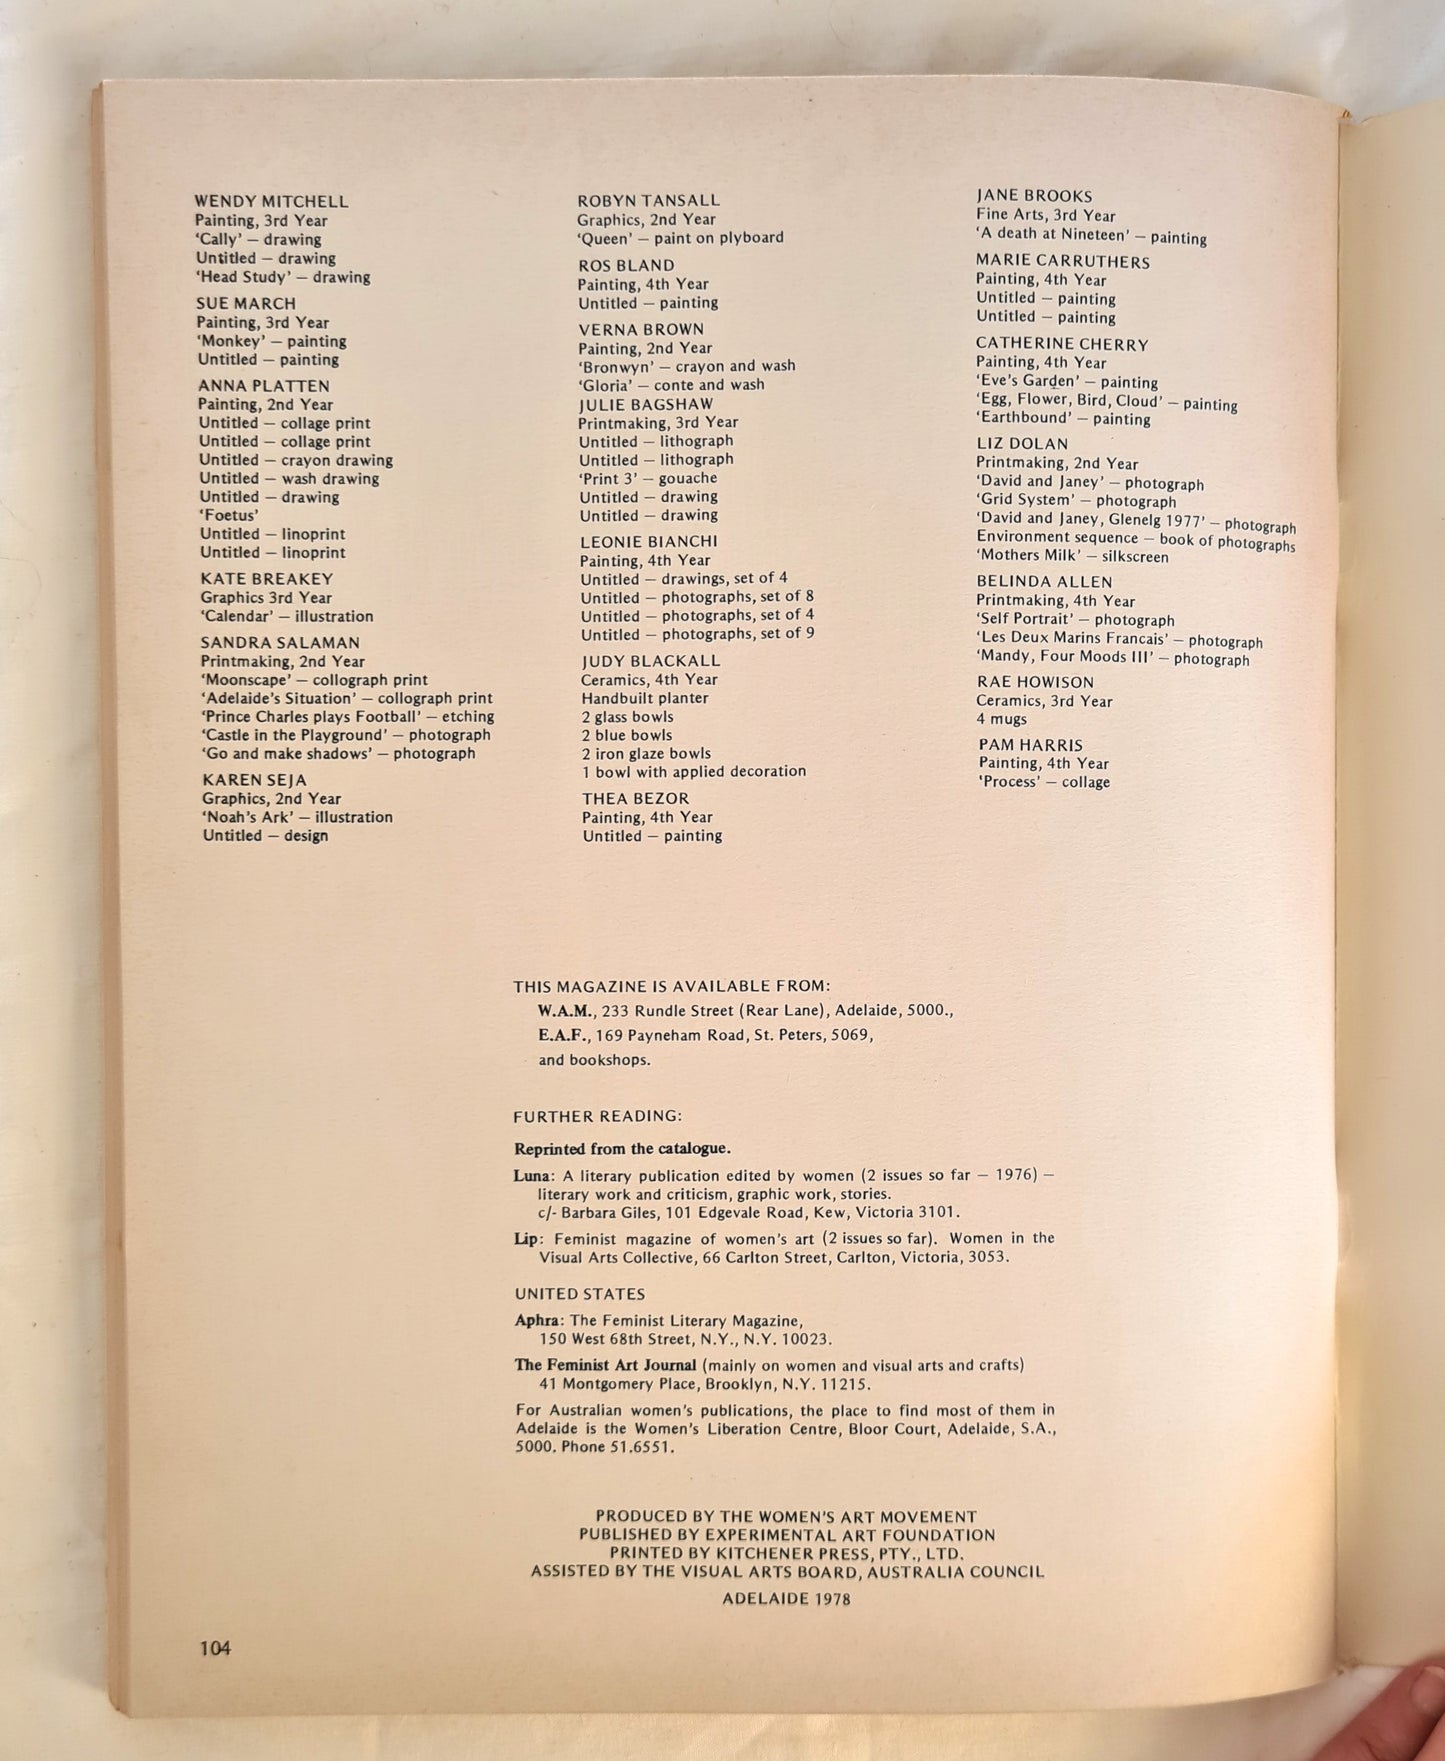 WENDY MITCHELL
Painting, 3rd Year
‘Cally’ — drawing
Untitled — drawing
‘Head Study’ — drawing
SUE MARCH
Painting, 3rd Year
‘Monkey’ — painting
Untitled — painting
ANNA PLATTEN
Painting, 2nd Year
Untitled — collage print
Untitled — collage print
Untitled — crayon drawing
Untitled — wash drawing
Untitled — drawing
‘Foetus’
Untitled — linoprint
Untitled — linoprint
KATE BREAKEY
Graphics 3rd Year
‘Calendar’ — illustration
SANDRA SALAMAN
Printmaking, 2nd Year
‘Moonscape’ — collograph print
‘Adelaide’s Situation’ — collograph print
‘Prince Charles plays Football’ — etching
‘Castle in the Playground’ — photograph
‘Go and make shadows’ — photograph
KAREN SEJA
Graphics, 2nd Year
‘Noah’s Ark’ — illustration
Untitled — design
ROBYN TANSALL
Graphics, 2nd Year
‘Queen’ — paint on plyboard
ROS BLAND
Painting, 4th Year
Untitled — painting
VERNA BROWN
Painting, 2nd Year
‘Bronwyn’ — crayon and wash
‘Gloria’ — conte and wash
JULIE BAGSHAW
Printmaking, 3rd Year
Untitled — lithograph
Untitled — lithograph
‘Print 3’ — gouache
Untitled — drawing
Untitled — drawing
LEONIE BIANCHI
Painting, 4th Year
Untitled — drawings, set of 4
Untitled — photographs, set of 8
Untitled — photographs, set of 4
Untitled — photographs, set of 9
JUDY BLACKALL
Ceramics, 4th Year
Handbuilt planter
2 glass bowls
2 blue bowls
2 iron glaze bowls
1 bowl with applied decoration
THEA BEZOR
Painting, 4th Year
Untitled — painting
JANE BROOKS
Fine Arts, 3rd Year
‘A death at Nineteen’ — painting
MARIE CARRUTHERS
Painting, 4th Year
Untitled — painting
Untitled — painting
CATHERINE CHERRY
Painting, 4th Year
‘Eve’s Garden’ — painting
‘Egg, Flower, Bird, Cloud’ — painting
‘Earthbound’ — painting
LIZ DOLAN
Printmaking, 2nd Year
‘David and Janey’ — photograph
‘Grid System’ — photograph
‘David and Janey, Glenelg 1977’ — photograph
Environment sequence — book of photographs
‘Mothers Milk’ — silkscreen
BELINDA ALLEN
Printmaking, 4th Year
‘Self Portrait’ — photograph
‘Les Deux Marins Francais’ — photograph
‘Mandy, Four Moods III’ — photograph
RAE HOWISON
Ceramics, 3rd Year
4 mugs
PAM HARRIS
Painting, 4th Year
‘Process’ — collage
THIS MAGAZINE IS AVAILABLE FROM:
W.A.M., 233 Rundle Street (Rear Lane), Adelaide, 5000.,
E.A.F., 169 Payneham Road, St. Peters, 5069,
and bookshops.
FURTHER READING:
Reprinted from the catalogue.
Luna: A literary publication edited by women (2 issues so far — 1976) —
literary work and criticism, graphic work, stories.
c/- Barbara Giles, 101 Edgevale Road, Kew, Victoria 3101.
Lip: Feminist magazine of women’s art (2 issues so far). Women in the
Visual Arts Collective, 66 Carlton Street, Carlton, Victoria, 3053.
UNITED STATES
Aphra: The Feminist Literary Magazine,
150 West 68th Street, N.Y., N.Y. 10023.
The Feminist Art Journal (mainly on women and visual arts and crafts)
41 Montgomery Place, Brooklyn, N.Y. 11215.
For Australian women’s publications, the place to find most of them in
Adelaide is the Women’s Liberation Centre, Bloor Court, Adelaide, S.A.,
5000. Phone 51.6551.
PRODUCED BY THE WOMEN’S ART MOVEMENT
PUBLISHED BY EXPERIMENTAL ART FOUNDATION
PRINTED BY KITCHENER PRESS, PTY., LTD.
ASSISTED BY THE VISUAL ARTS BOARD, AUSTRALIA COUNCIL
ADELAIDE 1978
104